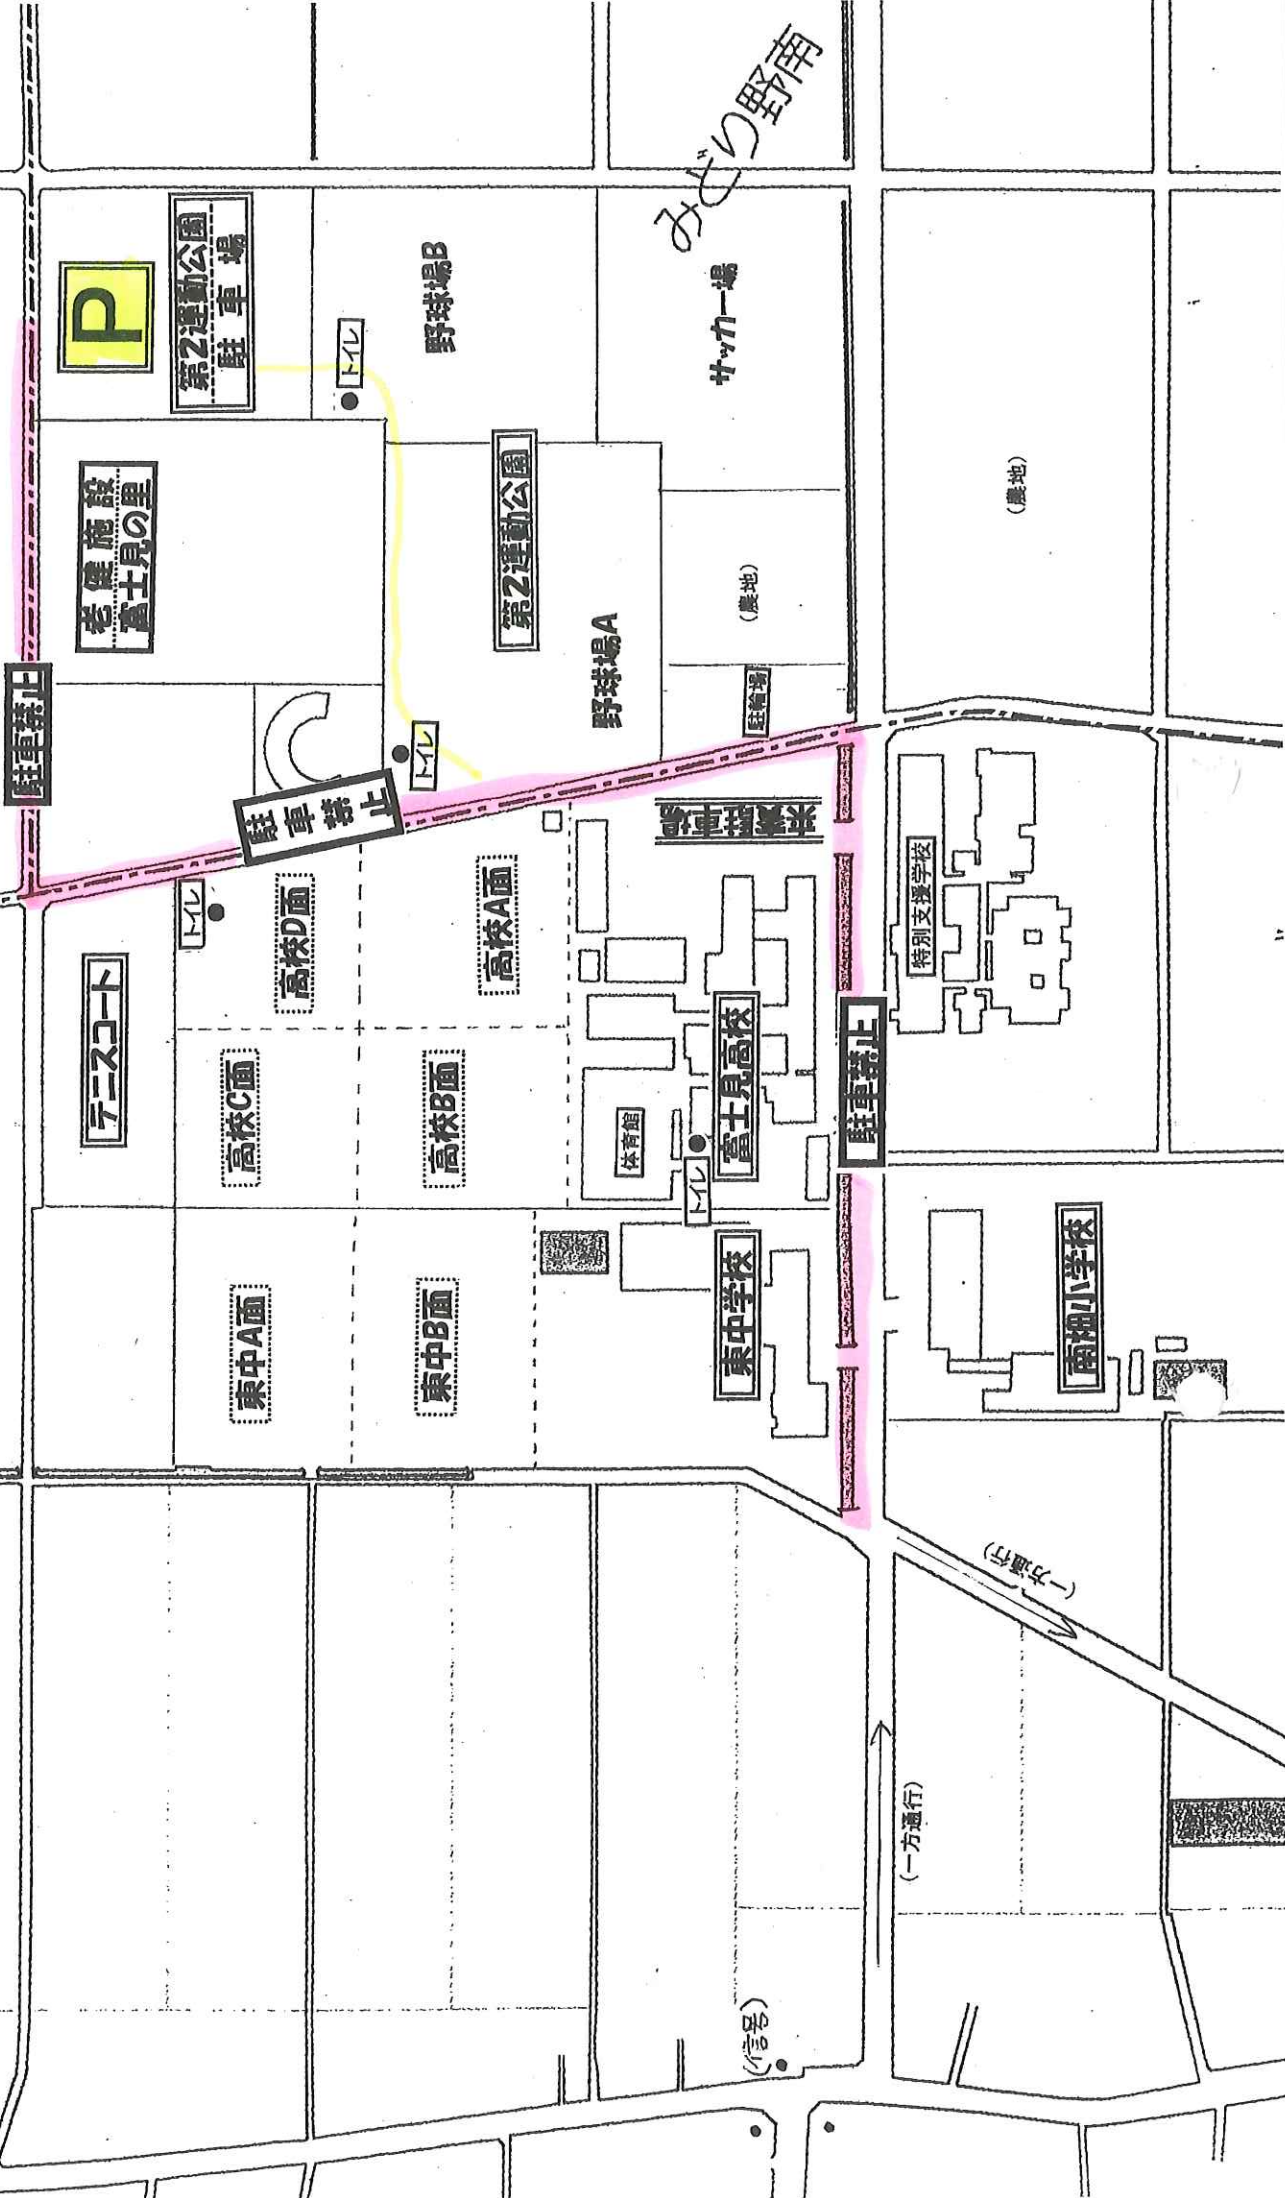 みどり野南
P
第2運動公園
駐車場
トイレ
野球場B
サッカー場
老健施設
富士見の里
第2運動公園
野球場A
(農地)
(農地)
駐輪場
駐車禁止
駐車
禁止
トイレ
トイレ
来賓駐車場
高校D面
高校A面
テニスコート
高校C面
高校B面
体育館
トイレ
富士見高校
駐車禁止
特別支援学校
東中A面
東中B面
東中学校
南畑小学校
(一方通行)
(一方通行)
(信号)